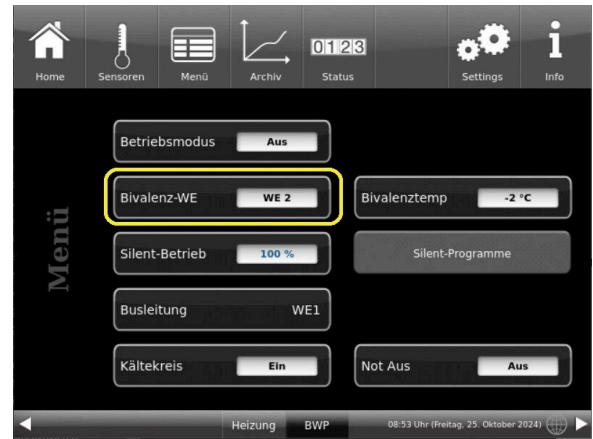 Home Sensoren Menü Archiv 0123 Status Settings Info
Menü
Betriebsmodus Aus
Bivalenz-WE WE 2 Bivalenztemp -2 °C
Silent-Betrieb 100 % Silent-Programme
Busleitung WE1
Kältekreis Ein Not Aus Aus
Heizung BWP 08:53 Uhr (Freitag, 25. Oktober 2024)